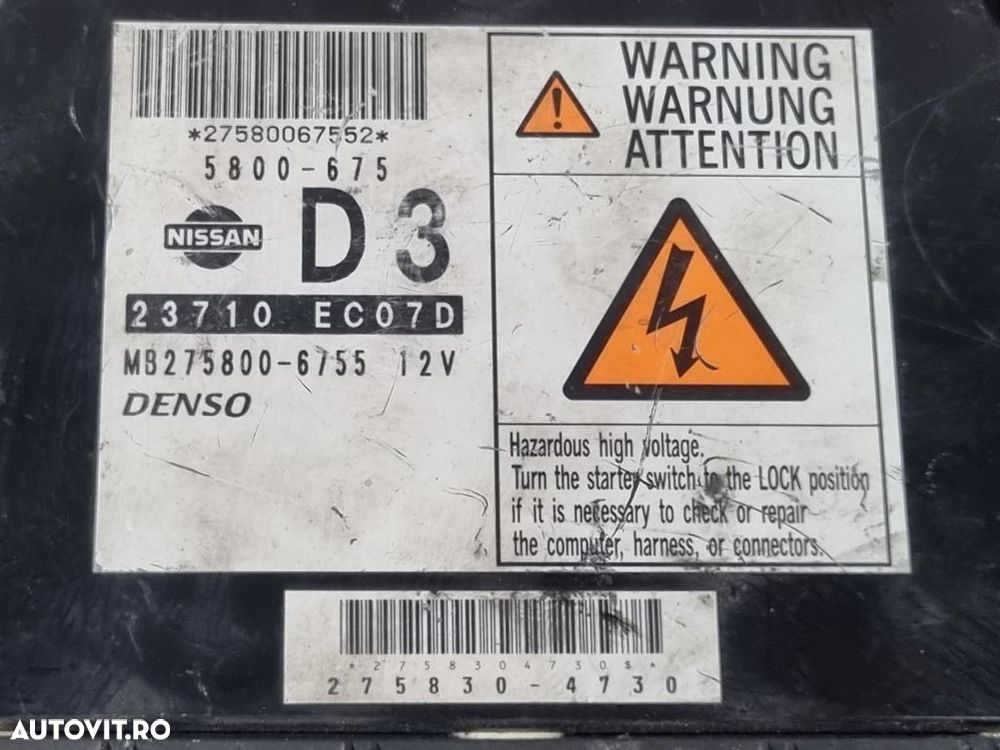 *27580067552*
5800-675
NISSAN
D3
23710 EC07D
MB275800-6755 12V
DENSO
WARNING
WARNUNG
ATTENTION
Hazardous high voltage.
Turn the starter switch to the LOCK position
if it is necessary to check or repair
the computer, harness, or connectors.
*2758304730$*
275830-4730
AUTOVIT.RO